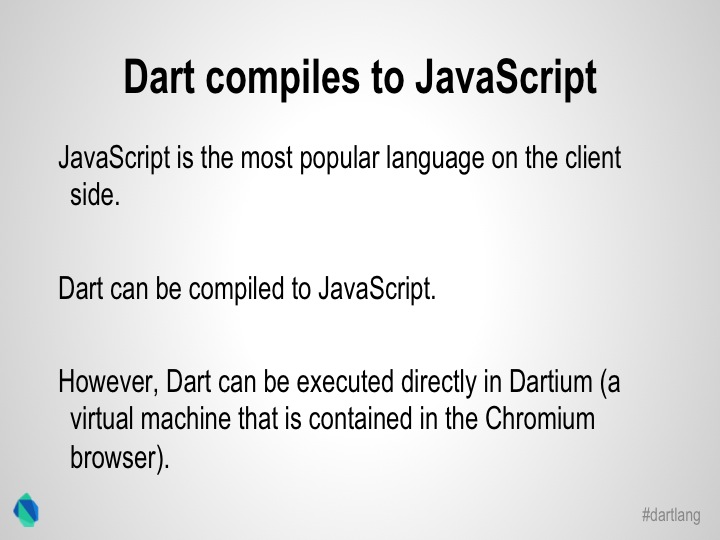 Dart compiles to JavaScript
JavaScript is the most popular language on the client
side.
Dart can be compiled to JavaScript.
However, Dart can be executed directly in Dartium (a
virtual machine that is contained in the Chromium
browser).
#dartlang